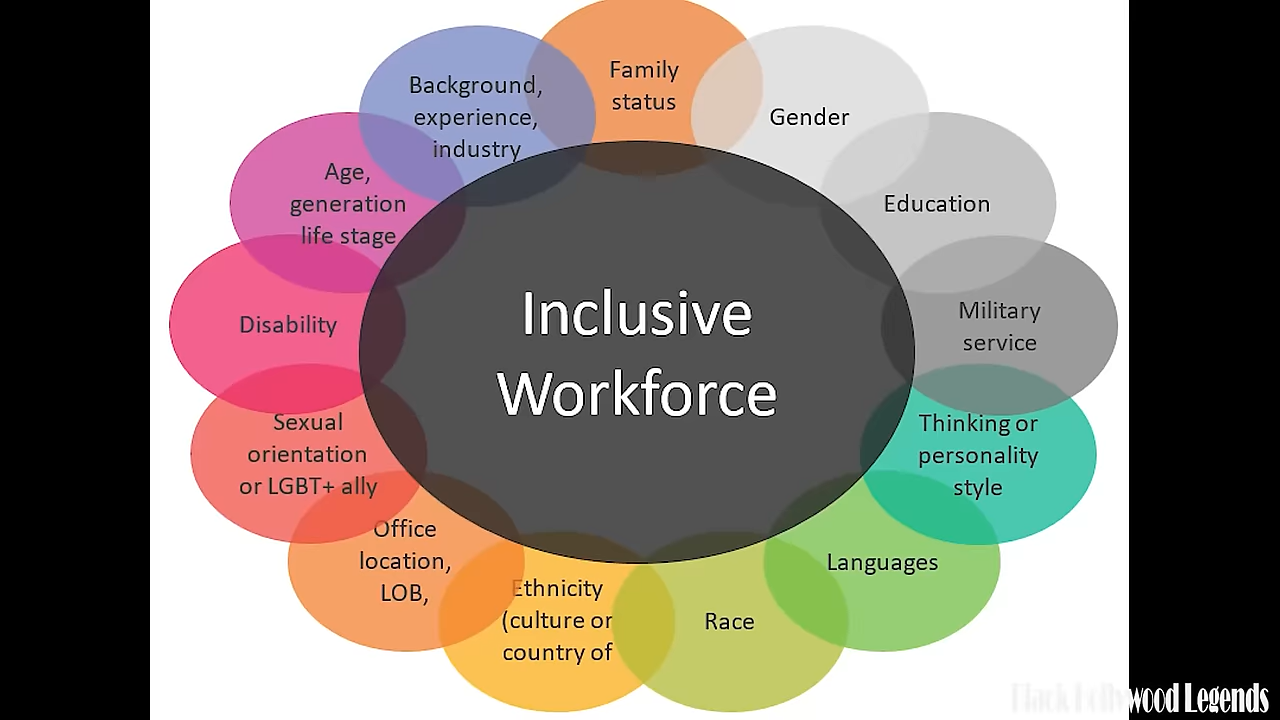 Family
status
Gender
Education
Military
service
Thinking or
personality
style
Languages
Race
Ethnicity
(culture or
country of
Office
location,
LOB,
Sexual
orientation
or LGBT+ ally
Disability
Age,
generation
life stage
Background,
experience,
industry
Inclusive
Workforce
Black Hollywood Legends